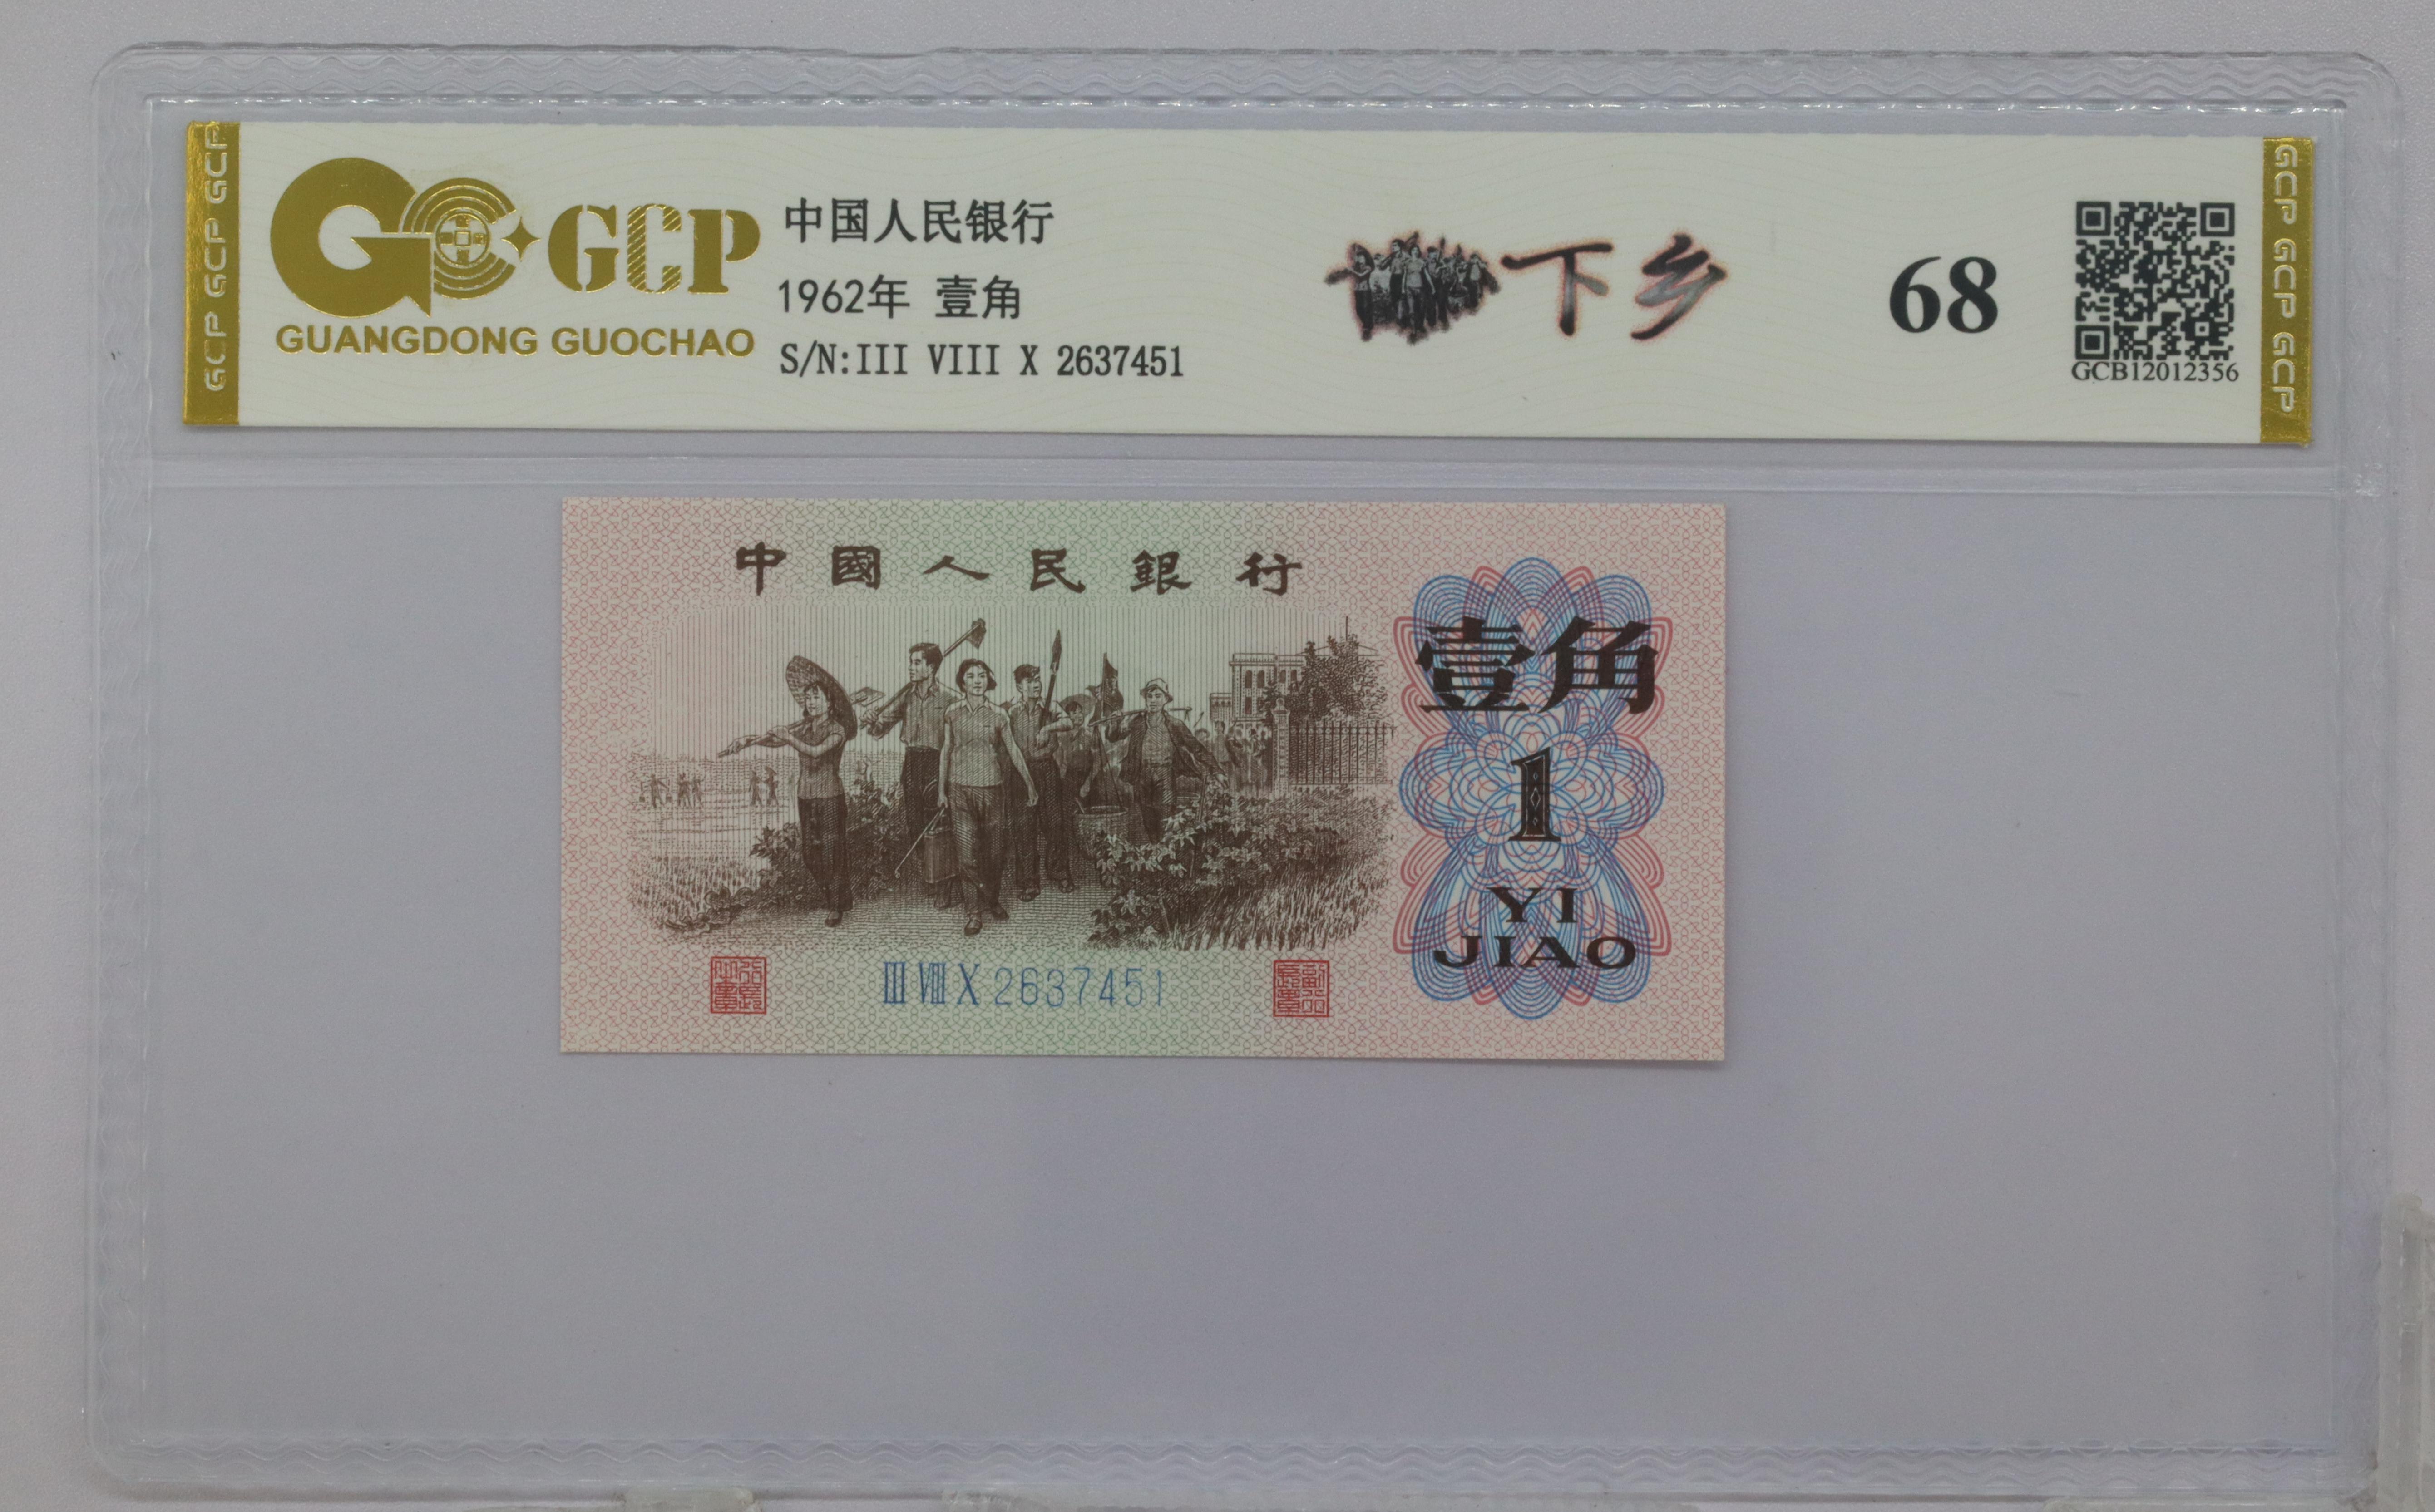 GCP GCP GCP
GCP
GUANGDONG GUOCHAO
中国人民银行
1962年 壹角
S/N:III VIII X 2637451
下乡
68
GCB12012356
GCP GCP GCP
中國人民銀行
壹角
1
YI
JIAO
III VIII X 2637451